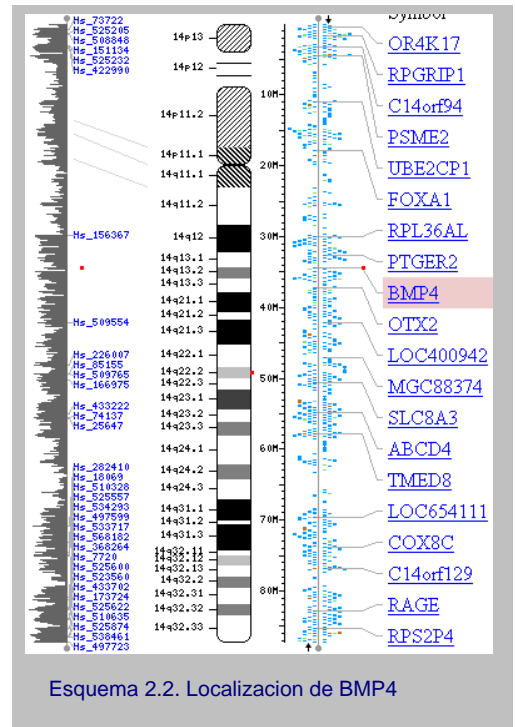 Symbol
Hs_73722
Hs_525205
Hs_508848
Hs_151134
Hs_525232
Hs_422990
Hs_156367
Hs_509554
Hs_226007
Hs_85155
Hs_509765
Hs_166975
Hs_433222
Hs_74137
Hs_25647
Hs_282410
Hs_18069
Hs_510328
Hs_525557
Hs_534293
Hs_497599
Hs_533717
Hs_568182
Hs_368264
Hs_7720
Hs_525600
Hs_523560
Hs_433702
Hs_173724
Hs_525622
Hs_510635
Hs_525874
Hs_538461
Hs_497723
14p13
14p12
14p11.2
14p11.1
14q11.1
14q11.2
14q12
14q13.1
14q13.2
14q13.3
14q21.1
14q21.2
14q21.3
14q22.1
14q22.2
14q22.3
14q23.1
14q23.2
14q23.3
14q24.1
14q24.2
14q24.3
14q31.1
14q31.2
14q31.3
14q32.11
14q32.12
14q32.13
14q32.2
14q32.31
14q32.32
14q32.33
10M
20M
30M
40M
50M
60M
70M
80M
OR4K17
RPGRIP1
C14orf94
PSME2
UBE2CP1
FOXA1
RPL36AL
PTGER2
BMP4
OTX2
LOC400942
MGC88374
SLC8A3
ABCD4
TMED8
LOC654111
COX8C
C14orf129
RAGE
RPS2P4
Esquema 2.2. Localizacion de BMP4